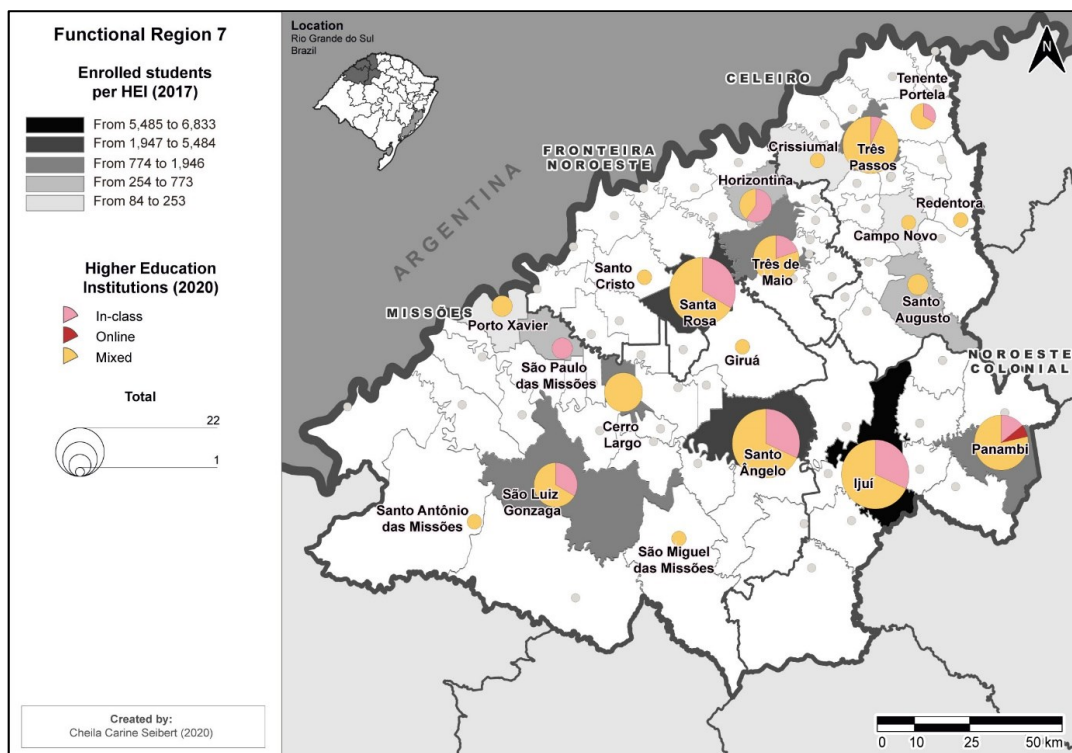 Functional Region 7
Enrolled students
per HEI (2017)
From 5,485 to 6,833
From 1,947 to 5,484
From 774 to 1,946
From 254 to 773
From 84 to 253
Higher Education
Institutions (2020)
In-class
Online
Mixed
Total
22
1
Created by:
Cheila Carine Seibert (2020)
Location
Rio Grande do Sul
Brazil
N
ARGENTINA
CELEIRO
FRONTEIRA
NOROESTE
MISSÕES
NOROESTE
COLONIAL
Tenente
Portela
Três
Passos
Crissiumal
Horizontina
Redentora
Campo Novo
Três de
Maio
Santo
Cristo
Santa
Rosa
Santo
Augusto
Porto Xavier
São Paulo
das Missões
Giruá
Cerro
Largo
Santo
Ângelo
Ijuí
Panambi
São Luiz
Gonzaga
Santo Antônio
das Missões
São Miguel
das Missões
0 10 25 50 km